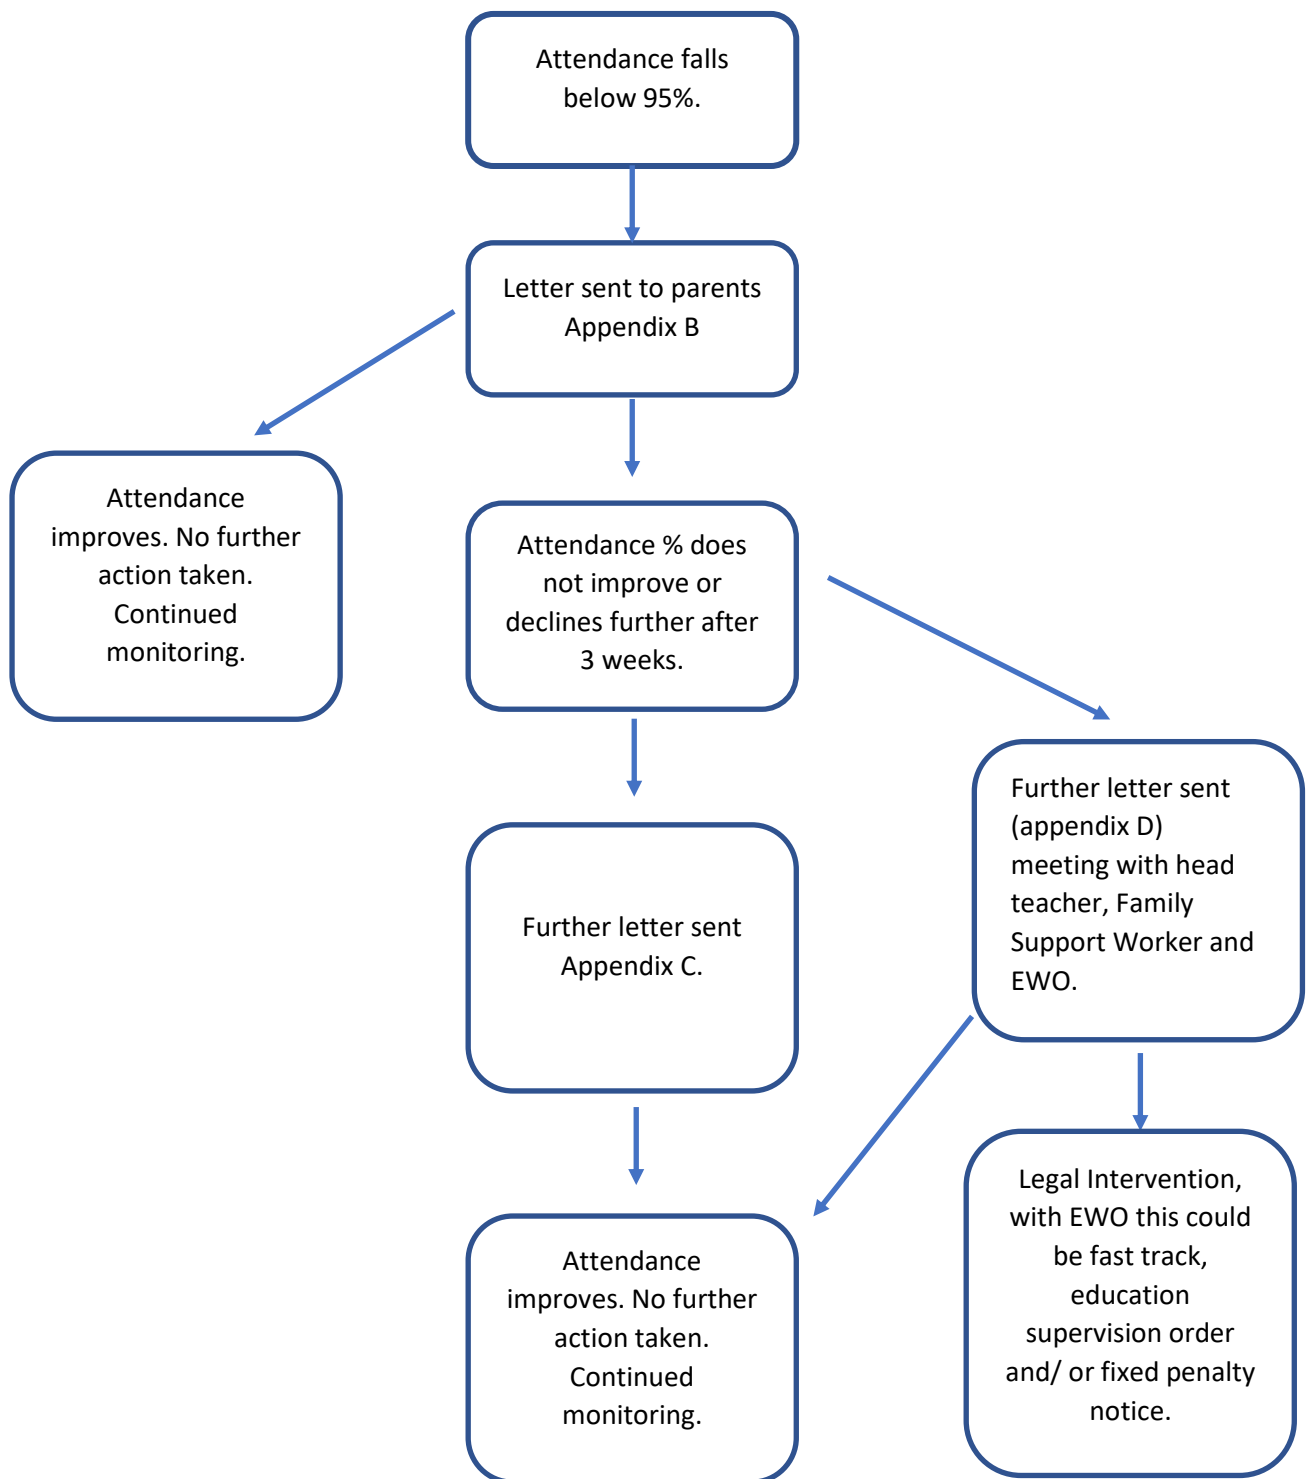 Attendance falls
below 95%.
Letter sent to parents
Appendix B
Attendance
improves. No further
action taken.
Continued
monitoring.
Attendance % does
not improve or
declines further after
3 weeks.
Further letter sent
(appendix D)
meeting with head
teacher, Family
Support Worker and
EWO.
Further letter sent
Appendix C.
Attendance
improves. No further
action taken.
Continued
monitoring.
Legal Intervention,
with EWO this could
be fast track,
education
supervision order
and/ or fixed penalty
notice.